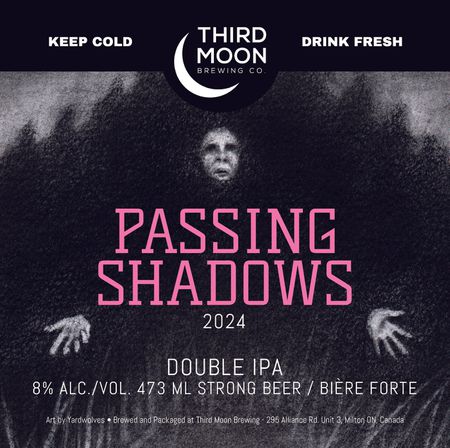 KEEP COLD
THIRD
MOON
BREWING CO.
DRINK FRESH
PASSING
SHADOWS
2024
DOUBLE IPA
8% ALC./VOL. 473 ML STRONG BEER / BIÈRE FORTE
Art by Yardwolves • Brewed and Packaged at Third Moon Brewing - 295 Alliance Rd. Unit 3, Milton ON, Canada